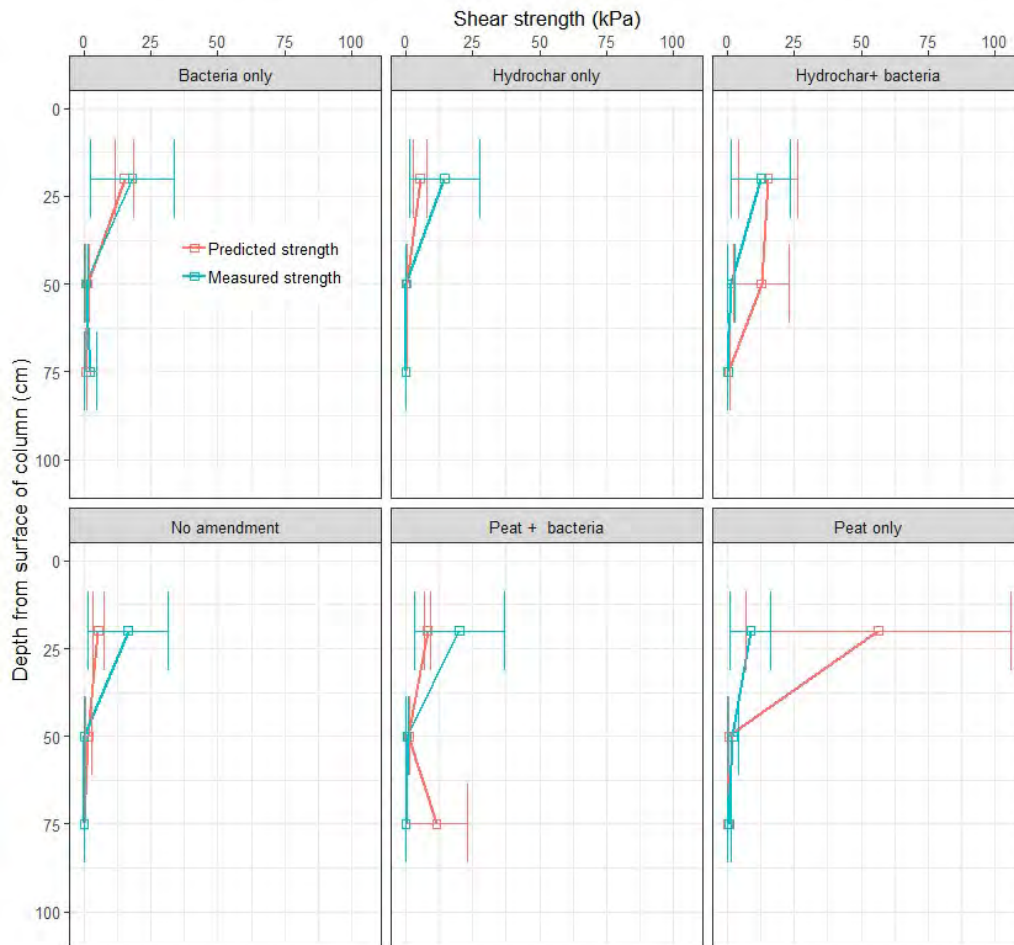 Shear strength (kPa)
0 25 50 75 100 0 25 50 75 100 0 25 50 75 100
Bacteria only Hydrochar only Hydrochar+ bacteria
0
25
50
75
100
Predicted strength
Measured strength
Depth from surface of column (cm)
No amendment Peat + bacteria Peat only
0
25
50
75
100